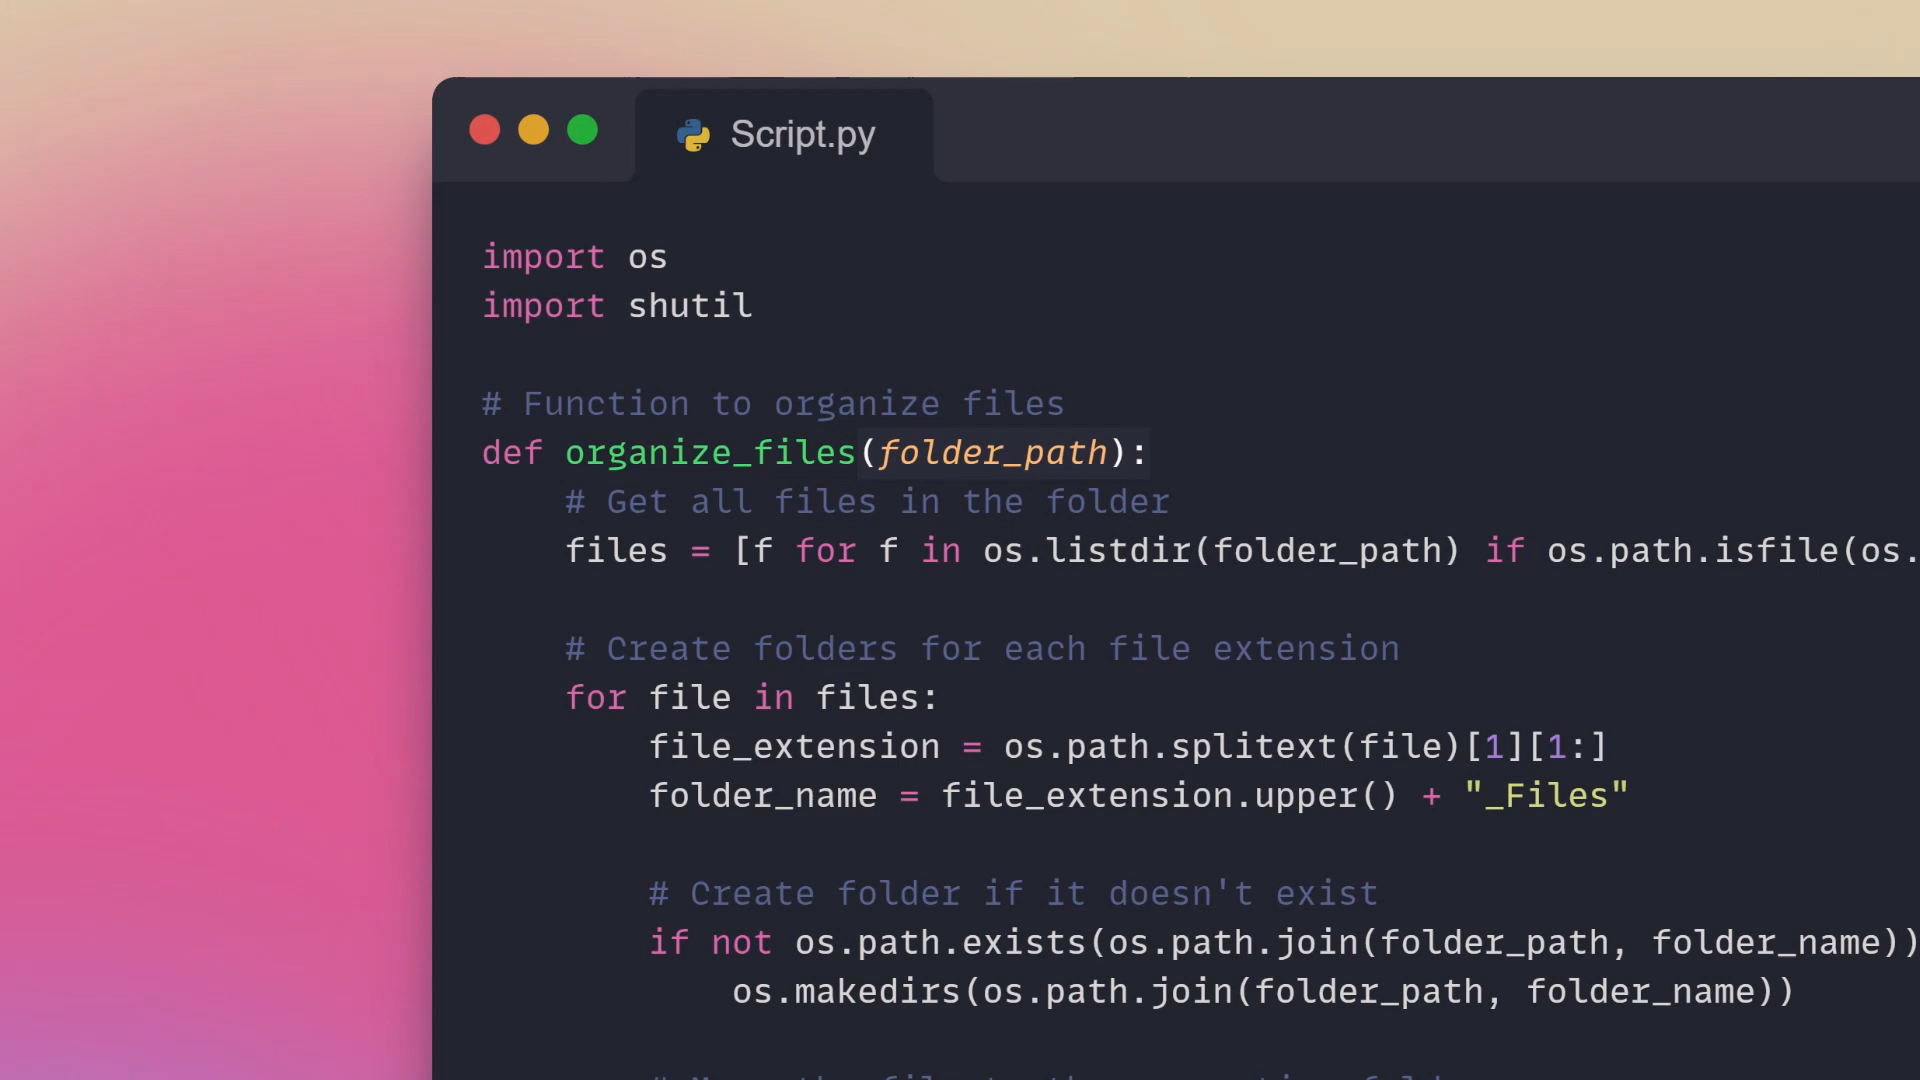 Script.py
import os
import shutil
# Function to organize files
def organize_files(folder_path):
    # Get all files in the folder
    files = [f for f in os.listdir(folder_path) if os.path.isfile(os.
    # Create folders for each file extension
    for file in files:
        file_extension = os.path.splitext(file)[1][1:]
        folder_name = file_extension.upper() + "_Files"
        # Create folder if it doesn't exist
        if not os.path.exists(os.path.join(folder_path, folder_name))
            os.makedirs(os.path.join(folder_path, folder_name))